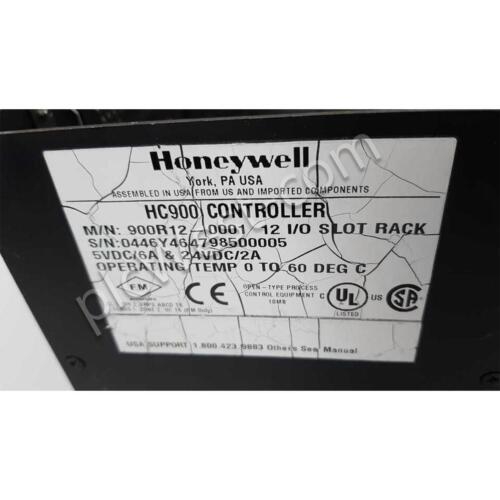 Honeywell
York, PA USA
ASSEMBLED IN USA FROM US AND IMPORTED COMPONENTS
HC900 CONTROLLER
M/N: 900R12 - 0001 12 I/O SLOT RACK
S/N:0446Y464798500005
5VDC/6A & 24VDC/2A
OPERATING TEMP 0 TO 60 DEG C
FM
CE
OPEN-TYPE PROCESS
CONTROL EQUIPMENT
UL
LISTED
SA
USA SUPPORT 1.800.423.9883 Others See Manual